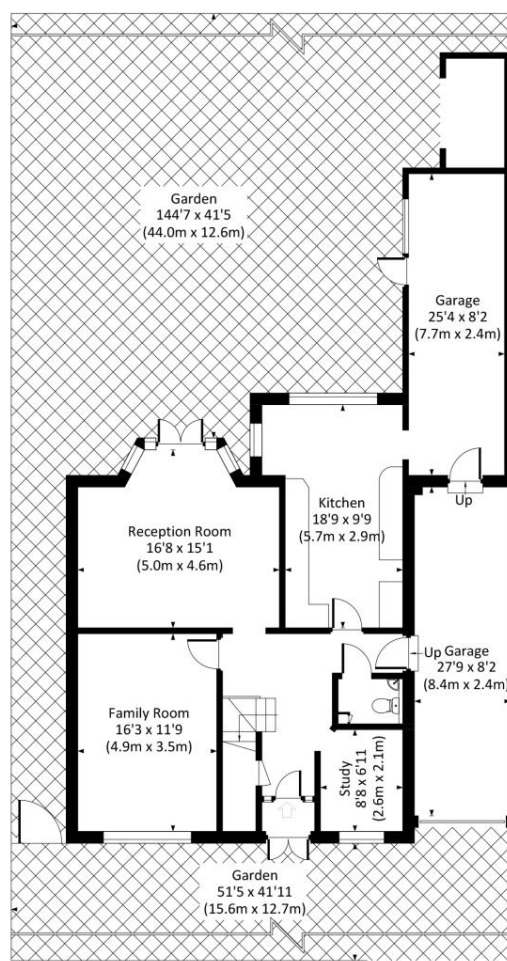 Garden
144'7 x 41'5
(44.0m x 12.6m)
Garage
25'4 x 8'2
(7.7m x 2.4m)
Up
Kitchen
18'9 x 9'9
(5.7m x 2.9m)
Reception Room
16'8 x 15'1
(5.0m x 4.6m)
Up
Garage
27'9 x 8'2
(8.4m x 2.4m)
Family Room
16'3 x 11'9
(4.9m x 3.5m)
Study
8'8 x 6'11
(2.6m x 2.1m)
Garden
51'5 x 41'11
(15.6m x 12.7m)